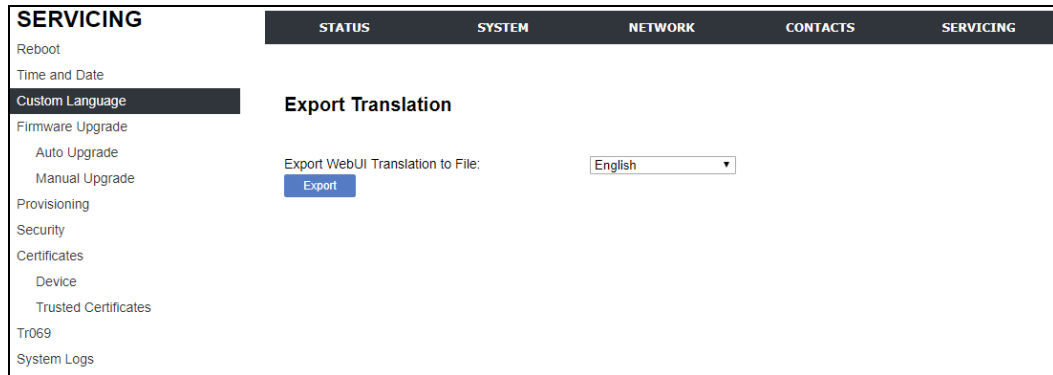 SERVICING
STATUS SYSTEM NETWORK CONTACTS SERVICING
Reboot
Time and Date
Custom Language
Firmware Upgrade
Auto Upgrade
Manual Upgrade
Provisioning
Security
Certificates
Device
Trusted Certificates
Tr069
System Logs
Export Translation
Export WebUI Translation to File: English
Export